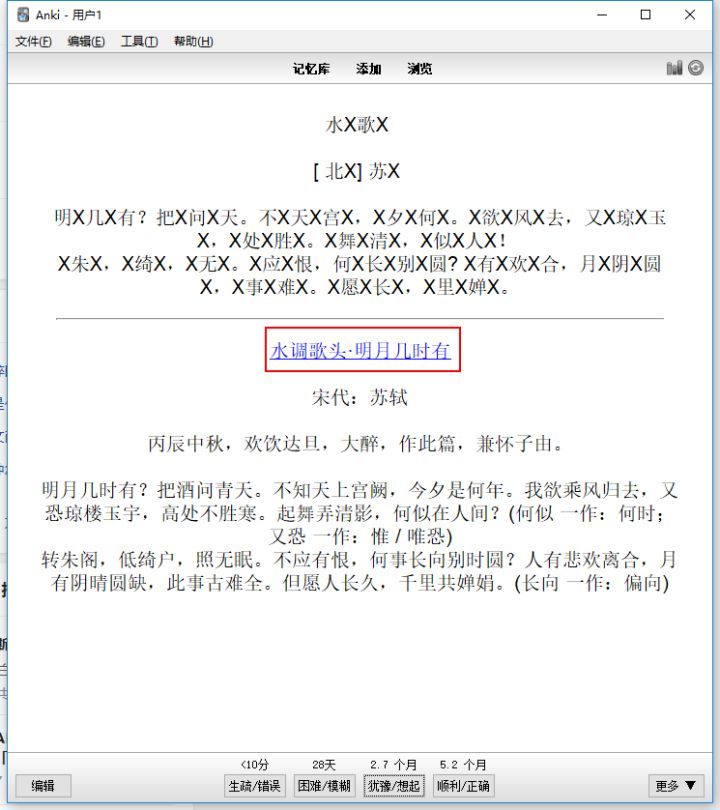 Anki - 用户1
文件(F) 编辑(E) 工具(T) 帮助(H)
记忆库 添加 浏览
水X歌X
[ 北X] 苏X
明X几X有？把X问X天。不X天X宫X，X夕X何X。X欲X风X去，又X琼X玉
X，X处X胜X。X舞X清X，X似X人X！
X朱X，X绮X，X无X。X应X恨，何X长X别X圆? X有X欢X合，月X阴X圆
X，X事X难X。X愿X长X，X里X婵X。
水调歌头·明月几时有
宋代：苏轼
丙辰中秋，欢饮达旦，大醉，作此篇，兼怀子由。
明月几时有？把酒问青天。不知天上宫阙，今夕是何年。我欲乘风归去，又
恐琼楼玉宇，高处不胜寒。起舞弄清影，何似在人间？(何似 一作：何时；
又恐 一作：惟 / 唯恐)
转朱阁，低绮户，照无眠。不应有恨，何事长向别时圆？人有悲欢离合，月
有阴晴圆缺，此事古难全。但愿人长久，千里共婵娟。(长向 一作：偏向)
<10分 28天 2.7 个月 5.2 个月
编辑 生疏/错误 困难/模糊 犹豫/想起 顺利/正确 更多 ▼